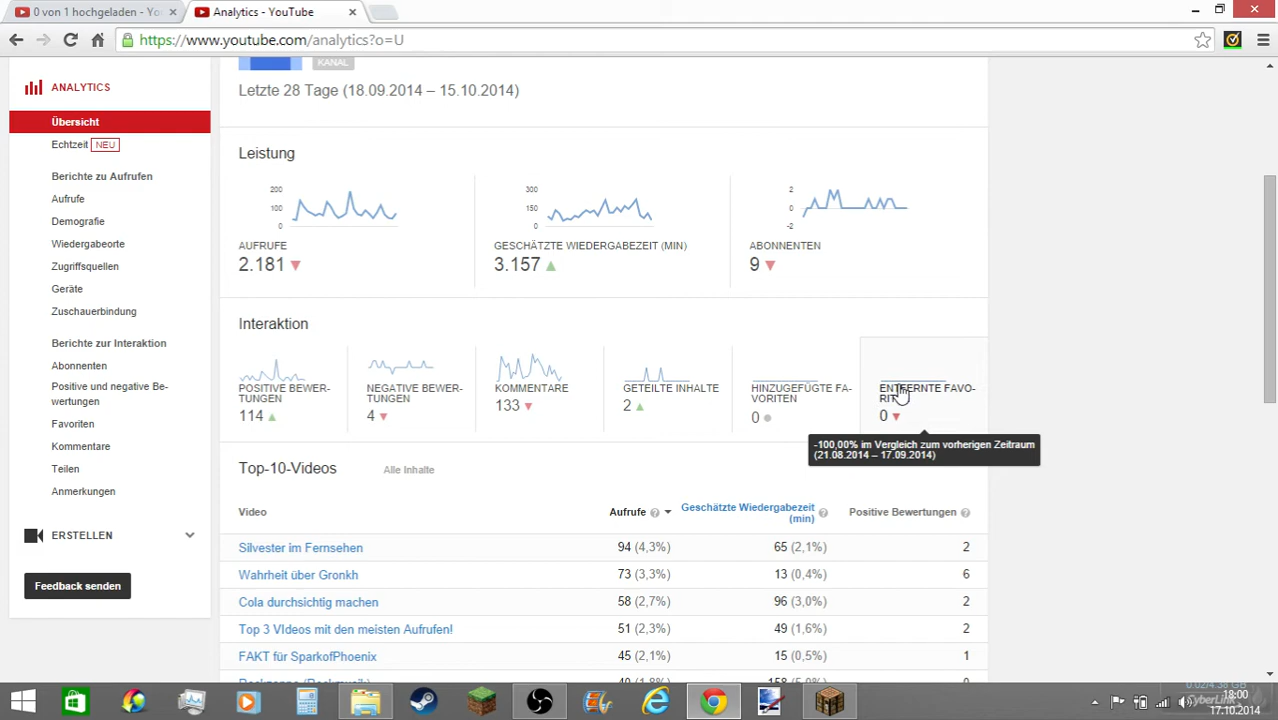 0 von 1 hochgeladen - Yo
Analytics - YouTube
https://www.youtube.com/analytics?o=U
KANAL
ANALYTICS
Letzte 28 Tage (18.09.2014 – 15.10.2014)
Übersicht
Echtzeit NEU
Berichte zu Aufrufen
Aufrufe
Demografie
Wiedergabeorte
Zugriffsquellen
Geräte
Zuschauerbindung
Berichte zur Interaktion
Abonnenten
Positive und negative Be-
wertungen
Favoriten
Kommentare
Teilen
Anmerkungen
ERSTELLEN
Feedback senden
Leistung
200
100
0
AUFRUFE
2.181
300
150
0
GESCHÄTZTE WIEDERGABEZEIT (MIN)
3.157
2
0
-2
ABONNENTEN
9
Interaktion
POSITIVE BEWER-
TUNGEN
114
NEGATIVE BEWER-
TUNGEN
4
KOMMENTARE
133
GETEILTE INHALTE
2
HINZUGEFÜGTE FA-
VORITEN
0
ENTFERNTE FAVO-
RITEN
0
-100,00% im Vergleich zum vorherigen Zeitraum
(21.08.2014 – 17.09.2014)
Top-10-Videos Alle Inhalte
Video Aufrufe Geschätzte Wiedergabezeit (min) Positive Bewertungen
Silvester im Fernsehen 94 (4,3%) 65 (2,1%) 2
Wahrheit über Gronkh 73 (3,3%) 13 (0,4%) 6
Cola durchsichtig machen 58 (2,7%) 96 (3,0%) 2
Top 3 VIdeos mit den meisten Aufrufen! 51 (2,3%) 49 (1,6%) 2
FAKT für SparkofPhoenix 45 (2,1%) 15 (0,5%) 1
0.02/4.38 GB
18:00
CyberLink
17.10.2014